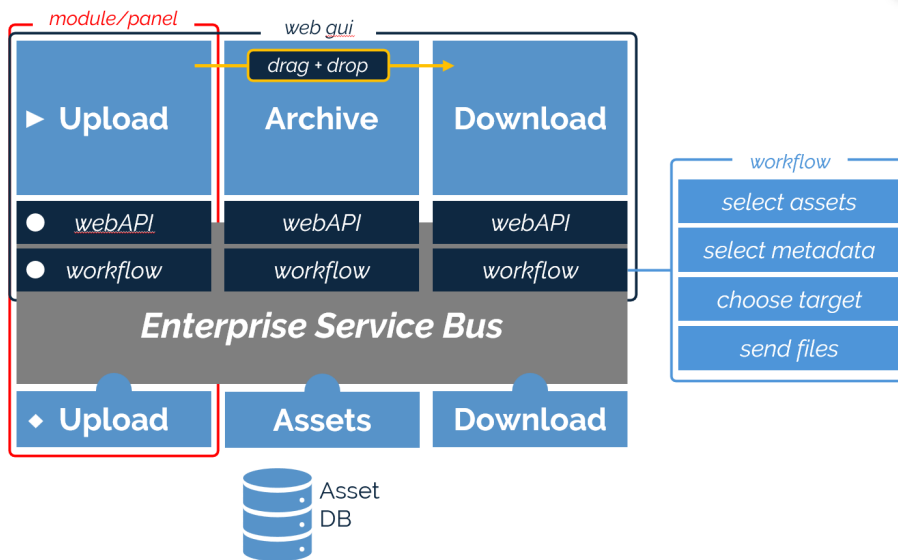 module/panel
web gui
drag + drop
Upload
Archive
Download
workflow
select assets
select metadata
choose target
send files
webAPI
webAPI
webAPI
workflow
workflow
workflow
Enterprise Service Bus
Upload
Assets
Download
Asset
DB